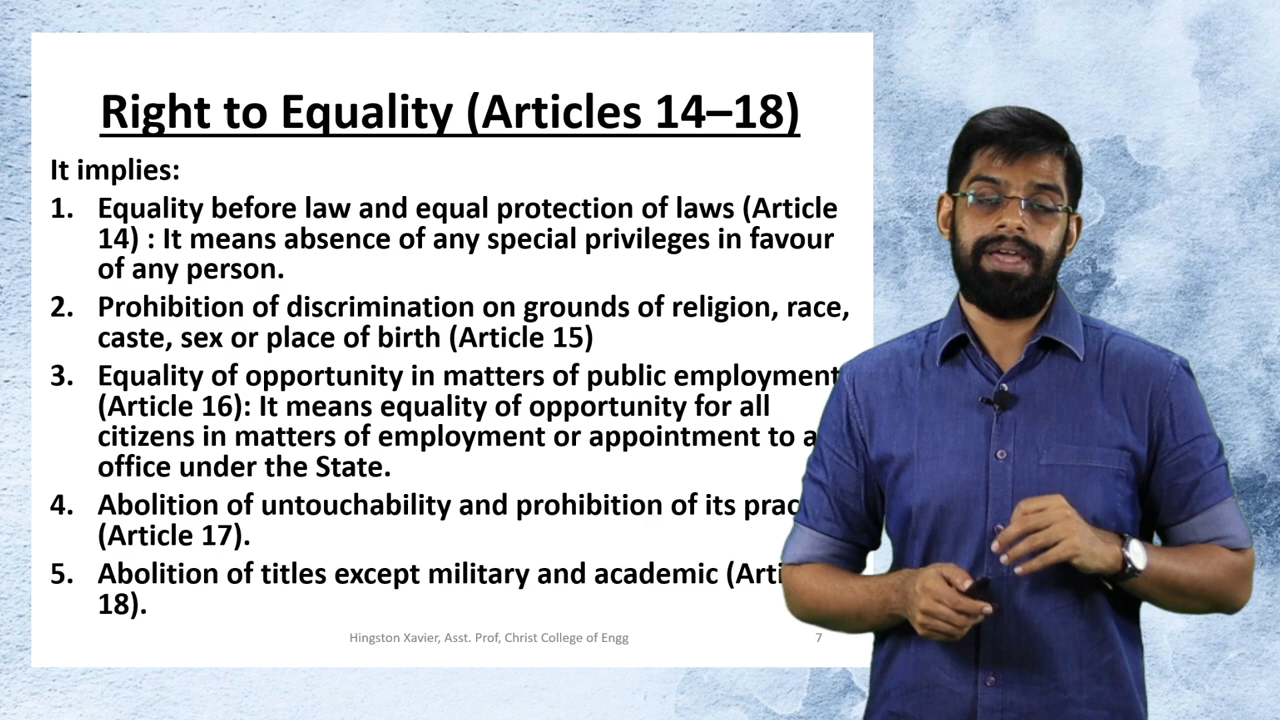 Right to Equality (Articles 14–18)
It implies:
1. Equality before law and equal protection of laws (Article
14) : It means absence of any special privileges in favour
of any person.
2. Prohibition of discrimination on grounds of religion, race,
caste, sex or place of birth (Article 15)
3. Equality of opportunity in matters of public employment
(Article 16): It means equality of opportunity for all
citizens in matters of employment or appointment to
office under the State.
4. Abolition of untouchability and prohibition of its
(Article 17).
5. Abolition of titles except military and academic
18).
Hingston Xavier, Asst. Prof, Christ College of Engg
7